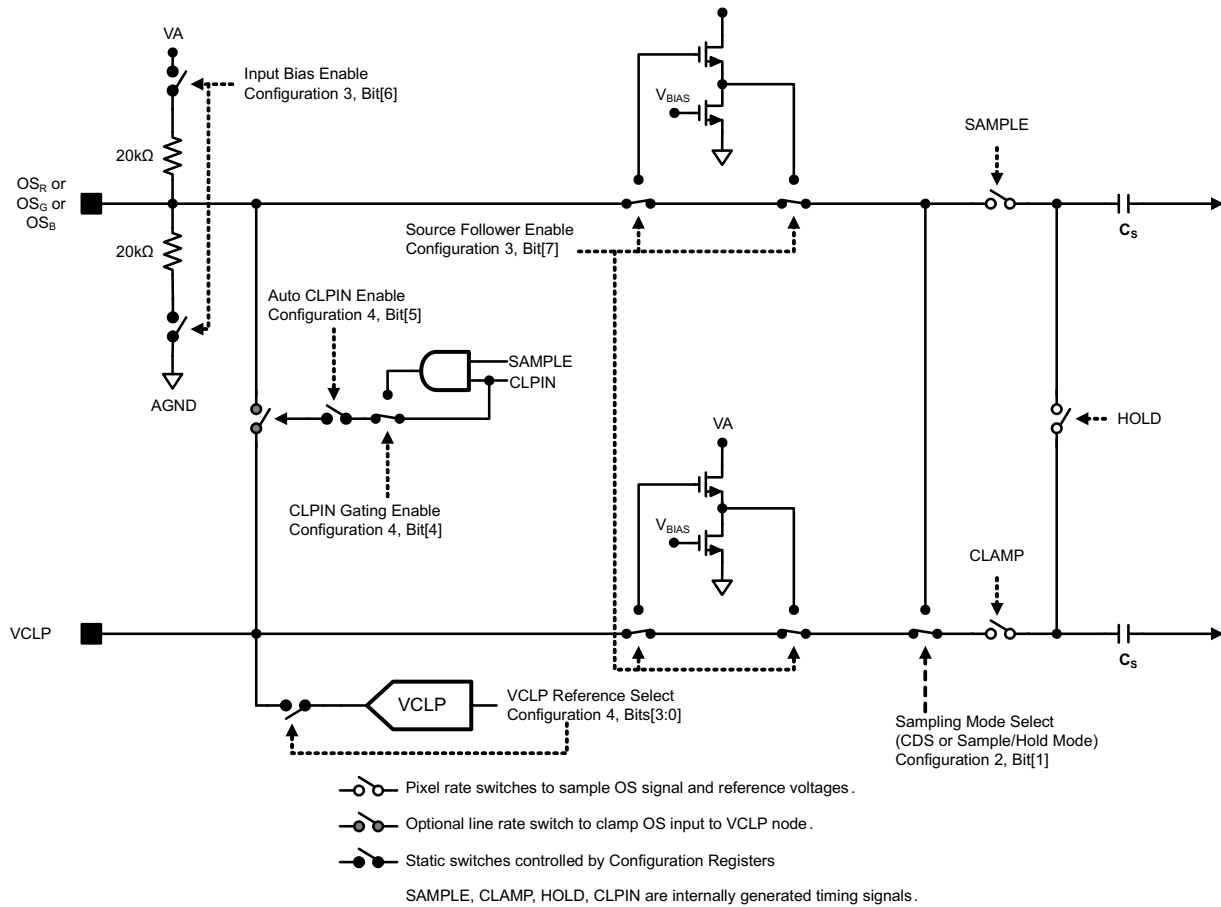 VA
Input Bias Enable
Configuration 3, Bit[6]
20kΩ
OSR or
OSG or
OSB
20kΩ
AGND
VBIAS
SAMPLE
CS
Source Follower Enable
Configuration 3, Bit[7]
Auto CLPIN Enable
Configuration 4, Bit[5]
SAMPLE
CLPIN
HOLD
CLPIN Gating Enable
Configuration 4, Bit[4]
VA
VBIAS
CLAMP
VCLP
CS
VCLP
VCLP Reference Select
Configuration 4, Bits[3:0]
Sampling Mode Select
(CDS or Sample/Hold Mode)
Configuration 2, Bit[1]
Pixel rate switches to sample OS signal and reference voltages.
Optional line rate switch to clamp OS input to VCLP node.
Static switches controlled by Configuration Registers
SAMPLE, CLAMP, HOLD, CLPIN are internally generated timing signals.